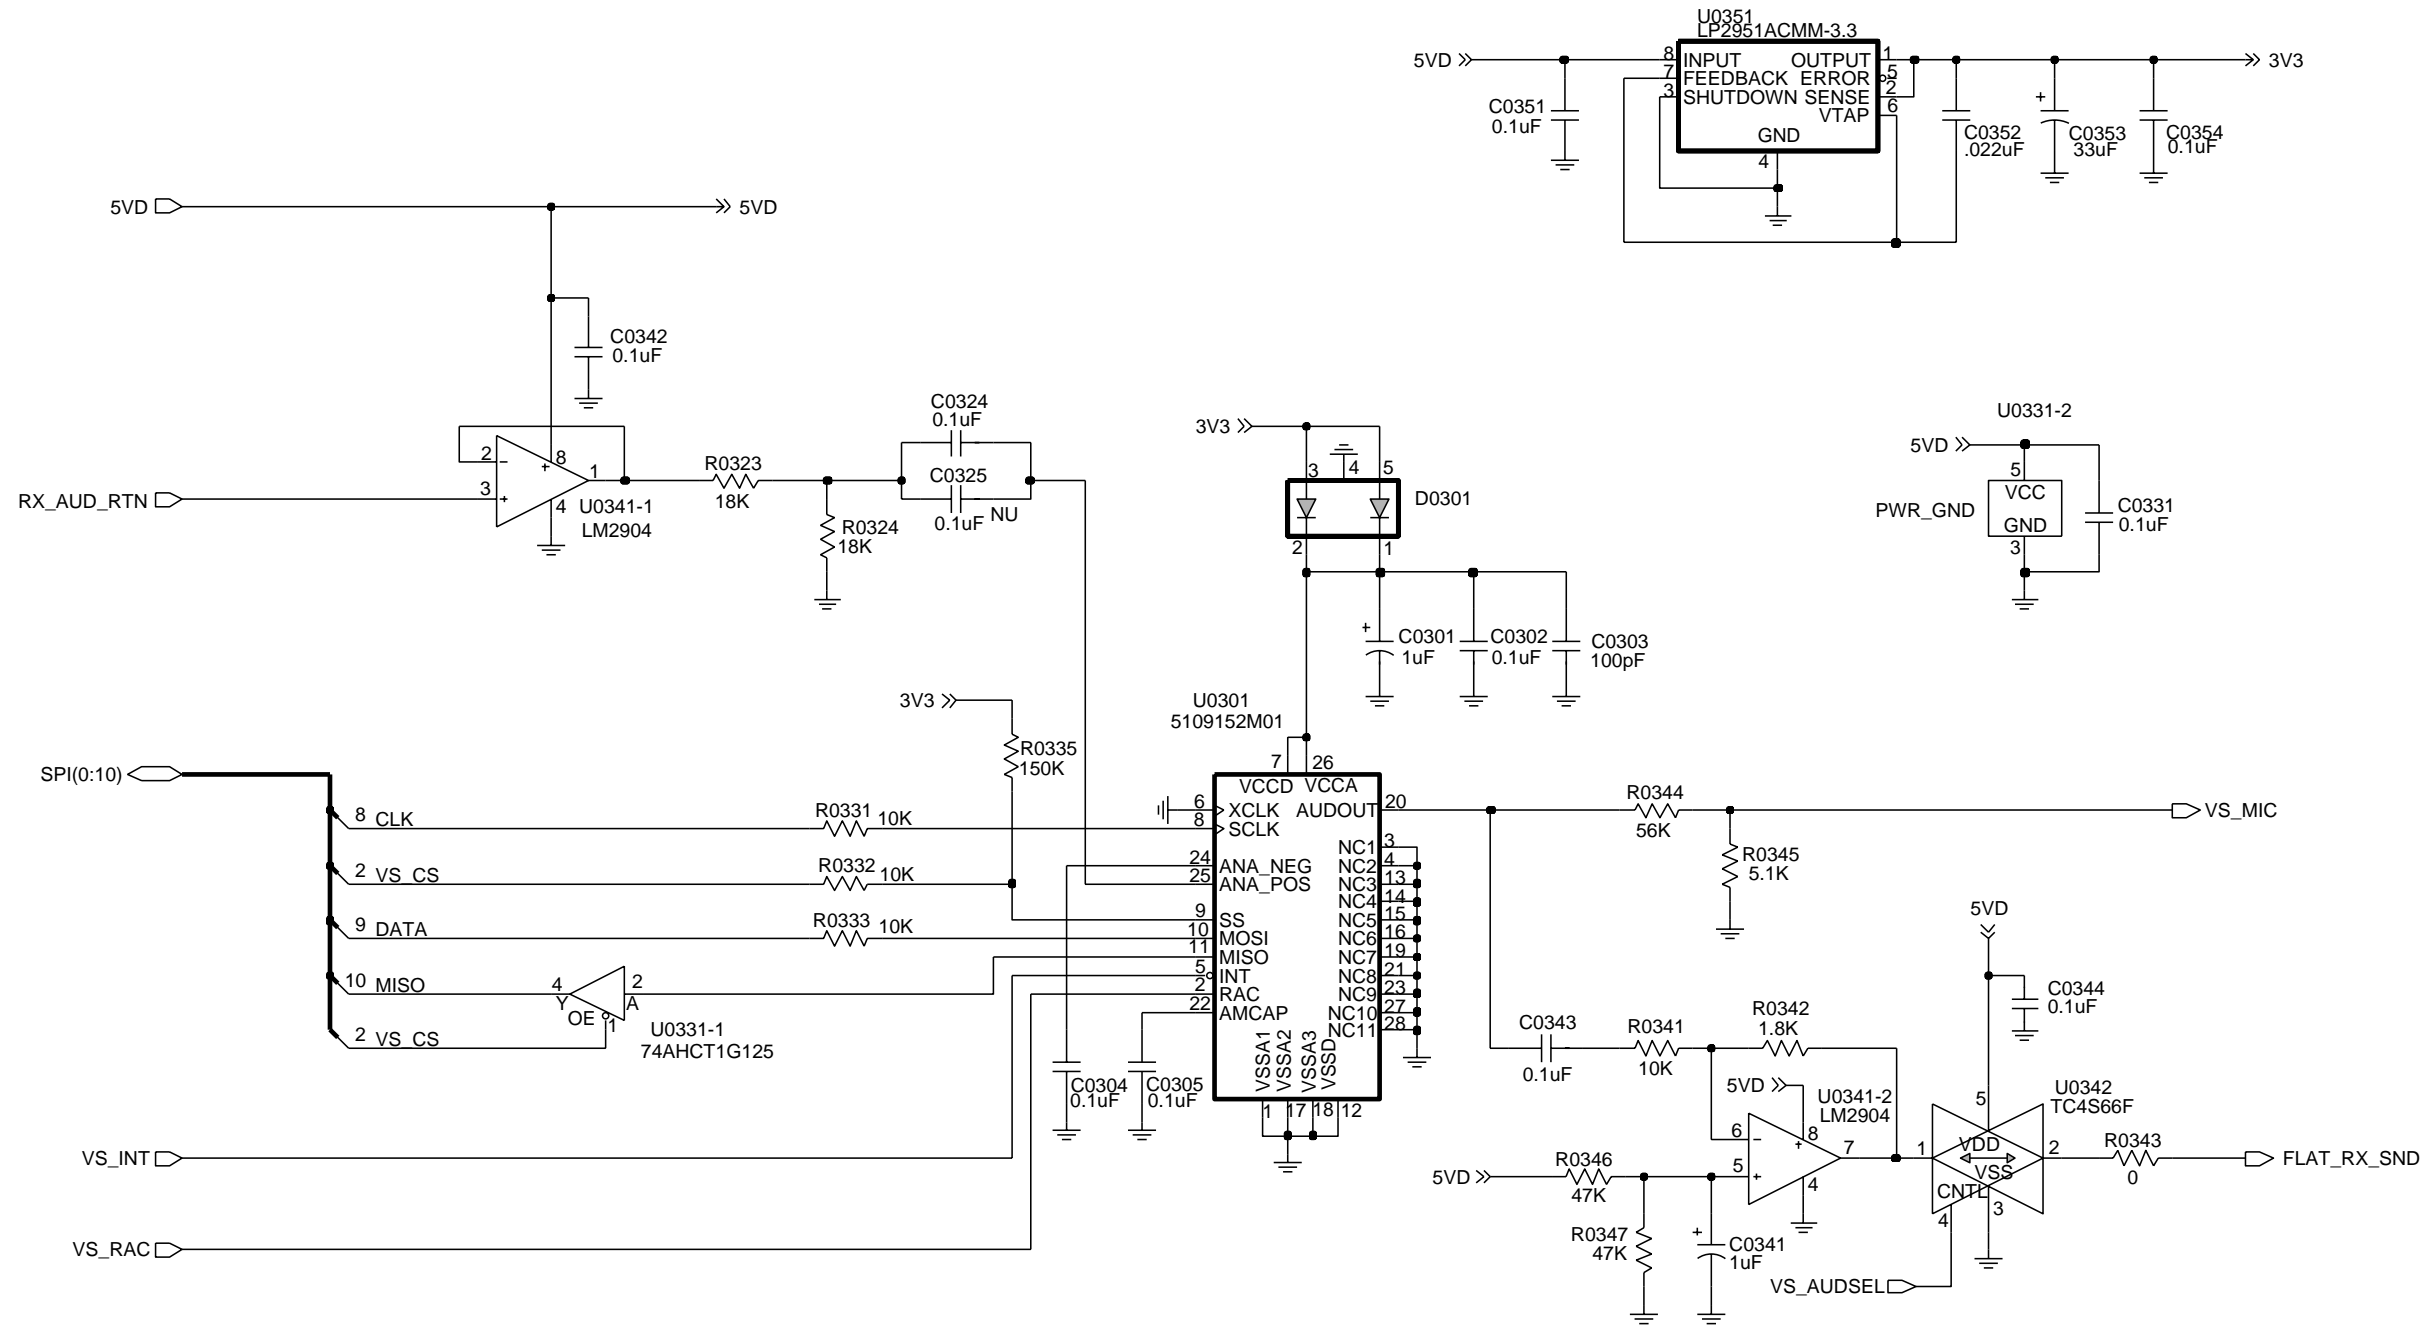 U0351
LP2951ACMM-3.3
5VD
8
INPUT
OUTPUT
1
3V3
7
FEEDBACK
ERROR
5
3
SHUTDOWN
SENSE
2
VTAP
6
GND
4
C0351
0.1uF
C0352
.022uF
+
C0353
33uF
C0354
0.1uF
5VD
5VD
C0342
0.1uF
RX_AUD_RTN
2
3
-
+
+
8
1
4
U0341-1
LM2904
R0323
18K
R0324
18K
C0324
0.1uF
C0325
0.1uF
NU
3V3
3
4
5
D0301
2
1
+
C0301
1uF
C0302
0.1uF
C0303
100pF
U0331-2
5VD
5
VCC
PWR_GND
GND
3
C0331
0.1uF
3V3
R0335
150K
U0301
5109152M01
7
26
VCCD
VCCA
6
XCLK
AUDOUT
20
8
SCLK
24
ANA_NEG
25
ANA_POS
9
SS
10
MOSI
11
MISO
5
INT
2
RAC
22
AMCAP
NC1
3
NC2
4
NC3
13
NC4
14
NC5
15
NC6
16
NC7
19
NC8
21
NC9
23
NC10
27
NC11
28
VSSA1
VSSA2
VSSA3
VSSD
1
17
18
12
SPI(0:10)
8
CLK
R0331
10K
2
VS_CS
R0332
10K
9
DATA
R0333
10K
10
MISO
4
Y
2
A
OE
1
2
VS_CS
U0331-1
74AHCT1G125
C0304
0.1uF
C0305
0.1uF
VS_INT
VS_RAC
R0344
56K
VS_MIC
R0345
5.1K
5VD
C0344
0.1uF
C0343
0.1uF
R0341
10K
R0342
1.8K
5VD
U0341-2
LM2904
6
-
+
8
7
5
+
4
5VD
R0346
47K
R0347
47K
+
C0341
1uF
U0342
TC4S66F
5
VDD
1
2
VSS
CNTL
4
3
R0343
0
FLAT_RX_SND
VS_AUDSEL